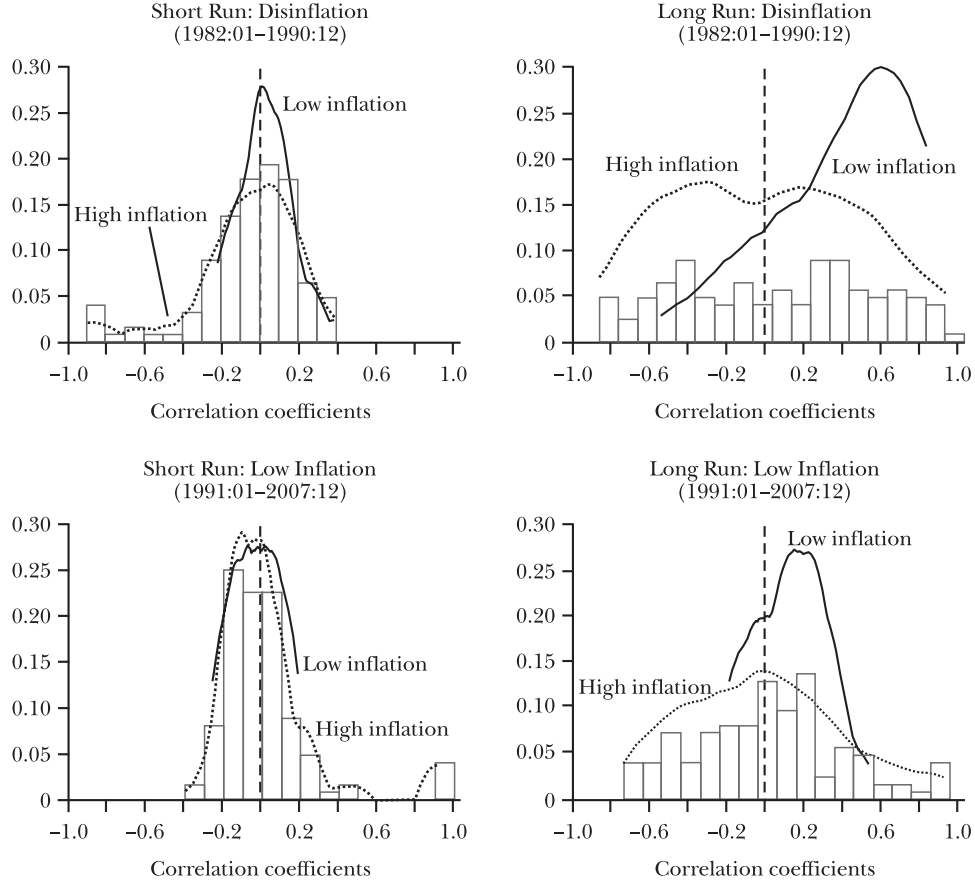 Short Run: Disinflation
(1982:01–1990:12)
0.30
0.25
0.20
0.15
0.10
0.05
0
Low inflation
High inflation
−1.0 −0.6 −0.2 0.2 0.6 1.0
Correlation coefficients
Long Run: Disinflation
(1982:01–1990:12)
0.30
0.25
0.20
0.15
0.10
0.05
0
High inflation
Low inflation
−1.0 −0.6 −0.2 0.2 0.6 1.0
Correlation coefficients
Short Run: Low Inflation
(1991:01–2007:12)
0.30
0.25
0.20
0.15
0.10
0.05
0
Low inflation
High inflation
−1.0 −0.6 −0.2 0.2 0.6 1.0
Correlation coefficients
Long Run: Low Inflation
(1991:01–2007:12)
0.30
0.25
0.20
0.15
0.10
0.05
0
Low inflation
High inflation
−1.0 −0.6 −0.2 0.2 0.6 1.0
Correlation coefficients